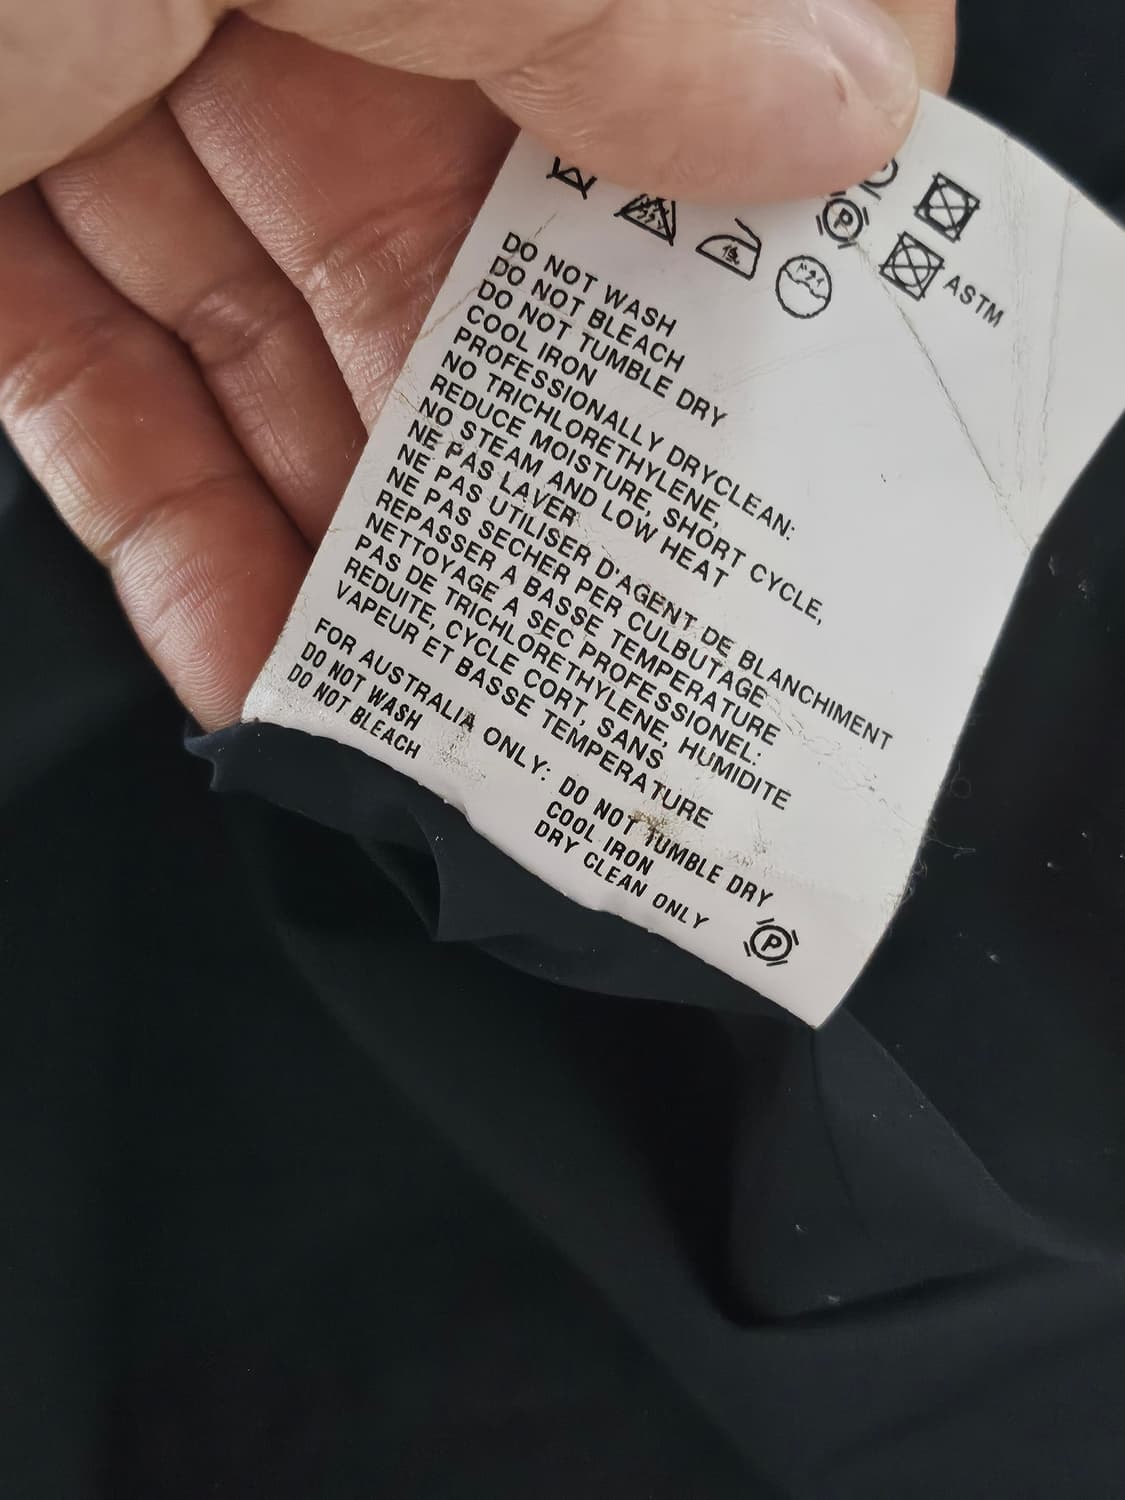 低
P
ASTM
DO NOT WASH
DO NOT BLEACH
DO NOT TUMBLE DRY
COOL IRON
PROFESSIONALLY DRYCLEAN:
NO TRICHLORETHYLENE,
REDUCE MOISTURE, SHORT CYCLE,
NO STEAM AND LOW HEAT
NE PAS LAVER
NE PAS UTILISER D'AGENT DE BLANCHIMENT
NE PAS SECHER PER CULBUTAGE
REPASSER A BASSE TEMPERATURE
NETTOYAGE A SEC PROFESSIONEL:
PAS DE TRICHLORETHYLENE, HUMIDITE
REDUITE, CYCLE CORT, SANS
VAPEUR ET BASSE TEMPERATURE
FOR AUSTRALIA ONLY:
DO NOT WASH
DO NOT BLEACH
DO NOT TUMBLE DRY
COOL IRON
DRY CLEAN ONLY
P